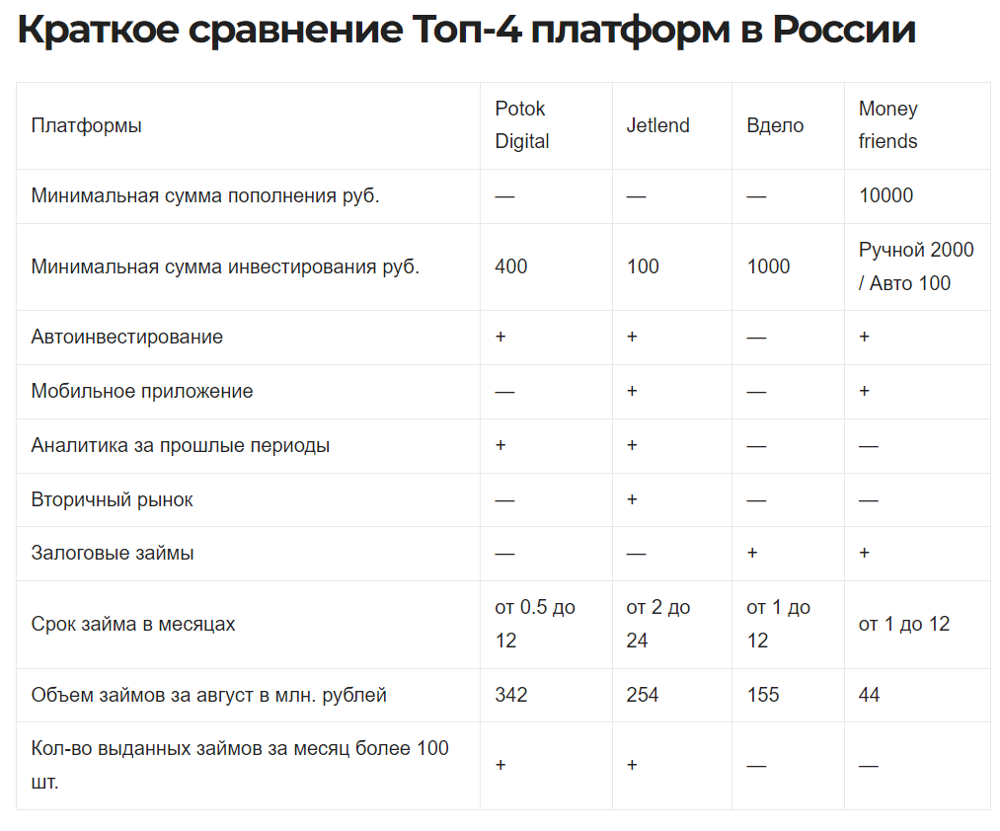 Краткое сравнение Топ-4 платформ в России
Платформы Potok Digital Jetlend Вдело Money friends
Минимальная сумма пополнения руб. — — — 10000
Минимальная сумма инвестирования руб. 400 100 1000 Ручной 2000 / Авто 100
Автоинвестирование + + — +
Мобильное приложение — + — +
Аналитика за прошлые периоды + + — —
Вторичный рынок — + — —
Залоговые займы — — + +
Срок займа в месяцах от 0.5 до 12 от 2 до 24 от 1 до 12 от 1 до 12
Объем займов за август в млн. рублей 342 254 155 44
Кол-во выданных займов за месяц более 100 шт. + + — —